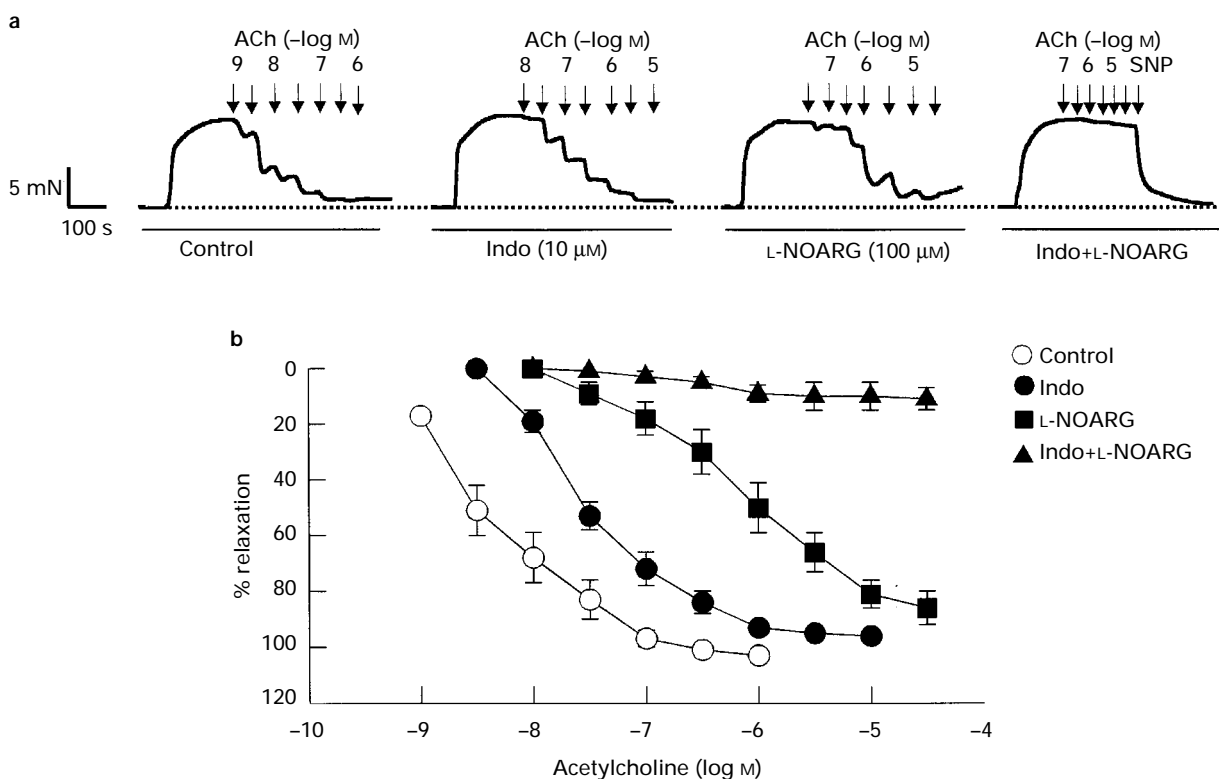 a
ACh (–log M)
9 8 7 6
ACh (–log M)
8 7 6 5
ACh (–log M)
7 6 5
ACh (–log M)
7 6 5 SNP
5 mN
100 s
Control
Indo (10 µM)
L-NOARG (100 µM)
Indo+L-NOARG
b
% relaxation
0
20
40
60
80
100
120
–10 –9 –8 –7 –6 –5 –4
Acetylcholine (log M)
Control
Indo
L-NOARG
Indo+L-NOARG